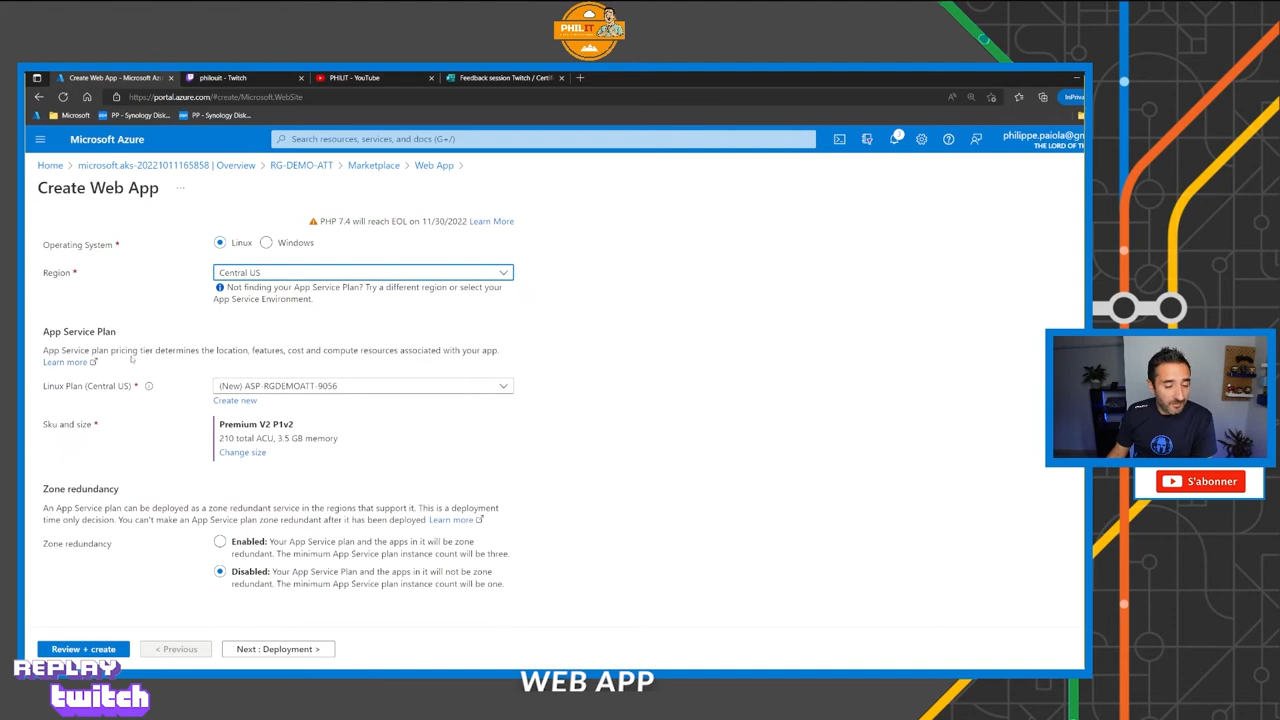 PHILIT
Create Web App - Microsoft Az
philouit - Twitch
PHILIT - YouTube
Feedback session Twitch / Certif
https://portal.azure.com/#create/Microsoft.WebSite
InPriva
Microsoft
PP - Synology Disk...
PP - Synology Disk...
Microsoft Azure
Search resources, services, and docs (G+/)
3
philippe.paiola@gm
THE LORD OF T
Home > microsoft.aks-20221011165858 | Overview > RG-DEMO-ATT > Marketplace > Web App >
Create Web App ...
PHP 7.4 will reach EOL on 11/30/2022 Learn More
Operating System *
Linux
Windows
Region *
Central US
Not finding your App Service Plan? Try a different region or select your
App Service Environment.
App Service Plan
App Service plan pricing tier determines the location, features, cost and compute resources associated with your app.
Learn more
Linux Plan (Central US) *
(New) ASP-RGDEMOATT-9056
Create new
Sku and size *
Premium V2 P1v2
210 total ACU, 3.5 GB memory
Change size
Zone redundancy
An App Service plan can be deployed as a zone redundant service in the regions that support it. This is a deployment
time only decision. You can't make an App Service plan zone redundant after it has been deployed Learn more
Zone redundancy
Enabled: Your App Service plan and the apps in it will be zone
redundant. The minimum App Service plan instance count will be three.
Disabled: Your App Service Plan and the apps in it will not be zone
redundant. The minimum App Service plan instance count will be one.
Review + create
< Previous
Next : Deployment >
S'abonner
REPLAY
twitch
WEB APP